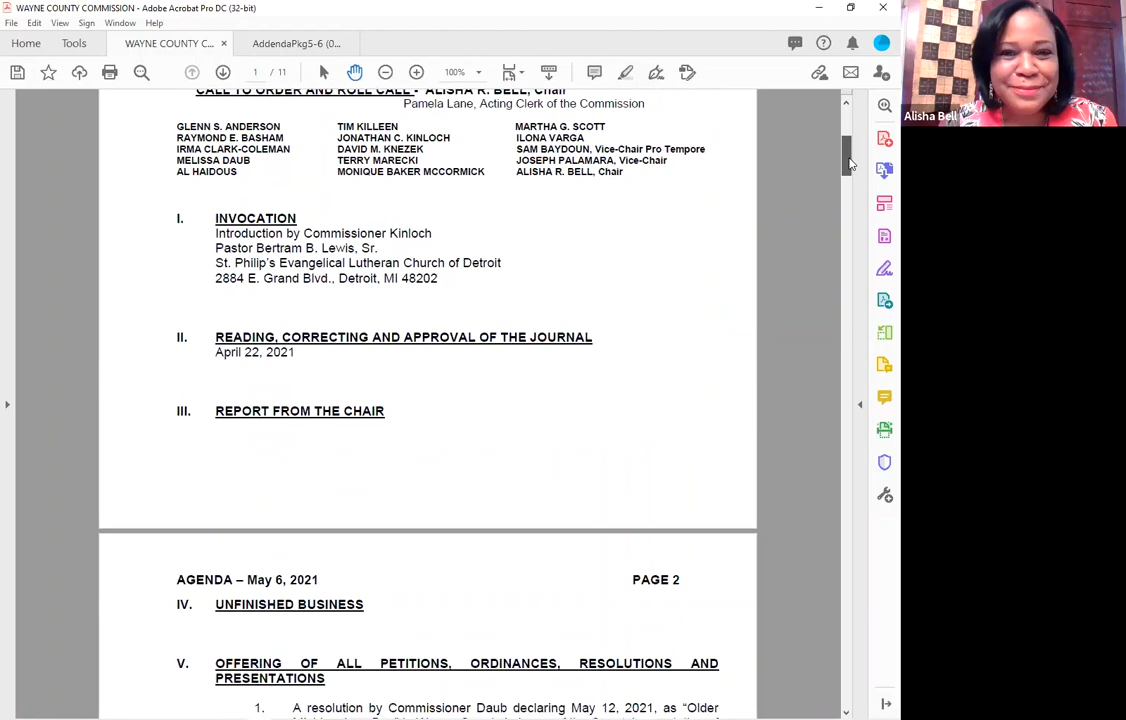 WAYNE COUNTY COMMISSION - Adobe Acrobat Pro DC (32-bit)
File Edit View Sign Window Help
Home Tools WAYNE COUNTY C... × AddendaPkg5-6 (0...
1 / 11 100%
CALL TO ORDER AND ROLL CALL - ALISHA R. BELL, Chair
Pamela Lane, Acting Clerk of the Commission
GLENN S. ANDERSON TIM KILLEEN MARTHA G. SCOTT
RAYMOND E. BASHAM JONATHAN C. KINLOCH ILONA VARGA
IRMA CLARK-COLEMAN DAVID M. KNEZEK SAM BAYDOUN, Vice-Chair Pro Tempore
MELISSA DAUB TERRY MARECKI JOSEPH PALAMARA, Vice-Chair
AL HAIDOUS MONIQUE BAKER MCCORMICK ALISHA R. BELL, Chair
I. INVOCATION
Introduction by Commissioner Kinloch
Pastor Bertram B. Lewis, Sr.
St. Philip's Evangelical Lutheran Church of Detroit
2884 E. Grand Blvd., Detroit, MI 48202
II. READING, CORRECTING AND APPROVAL OF THE JOURNAL
April 22, 2021
III. REPORT FROM THE CHAIR
AGENDA – May 6, 2021 PAGE 2
IV. UNFINISHED BUSINESS
V. OFFERING OF ALL PETITIONS, ORDINANCES, RESOLUTIONS AND
PRESENTATIONS
1. A resolution by Commissioner Daub declaring May 12, 2021, as "Older
Alisha Bell